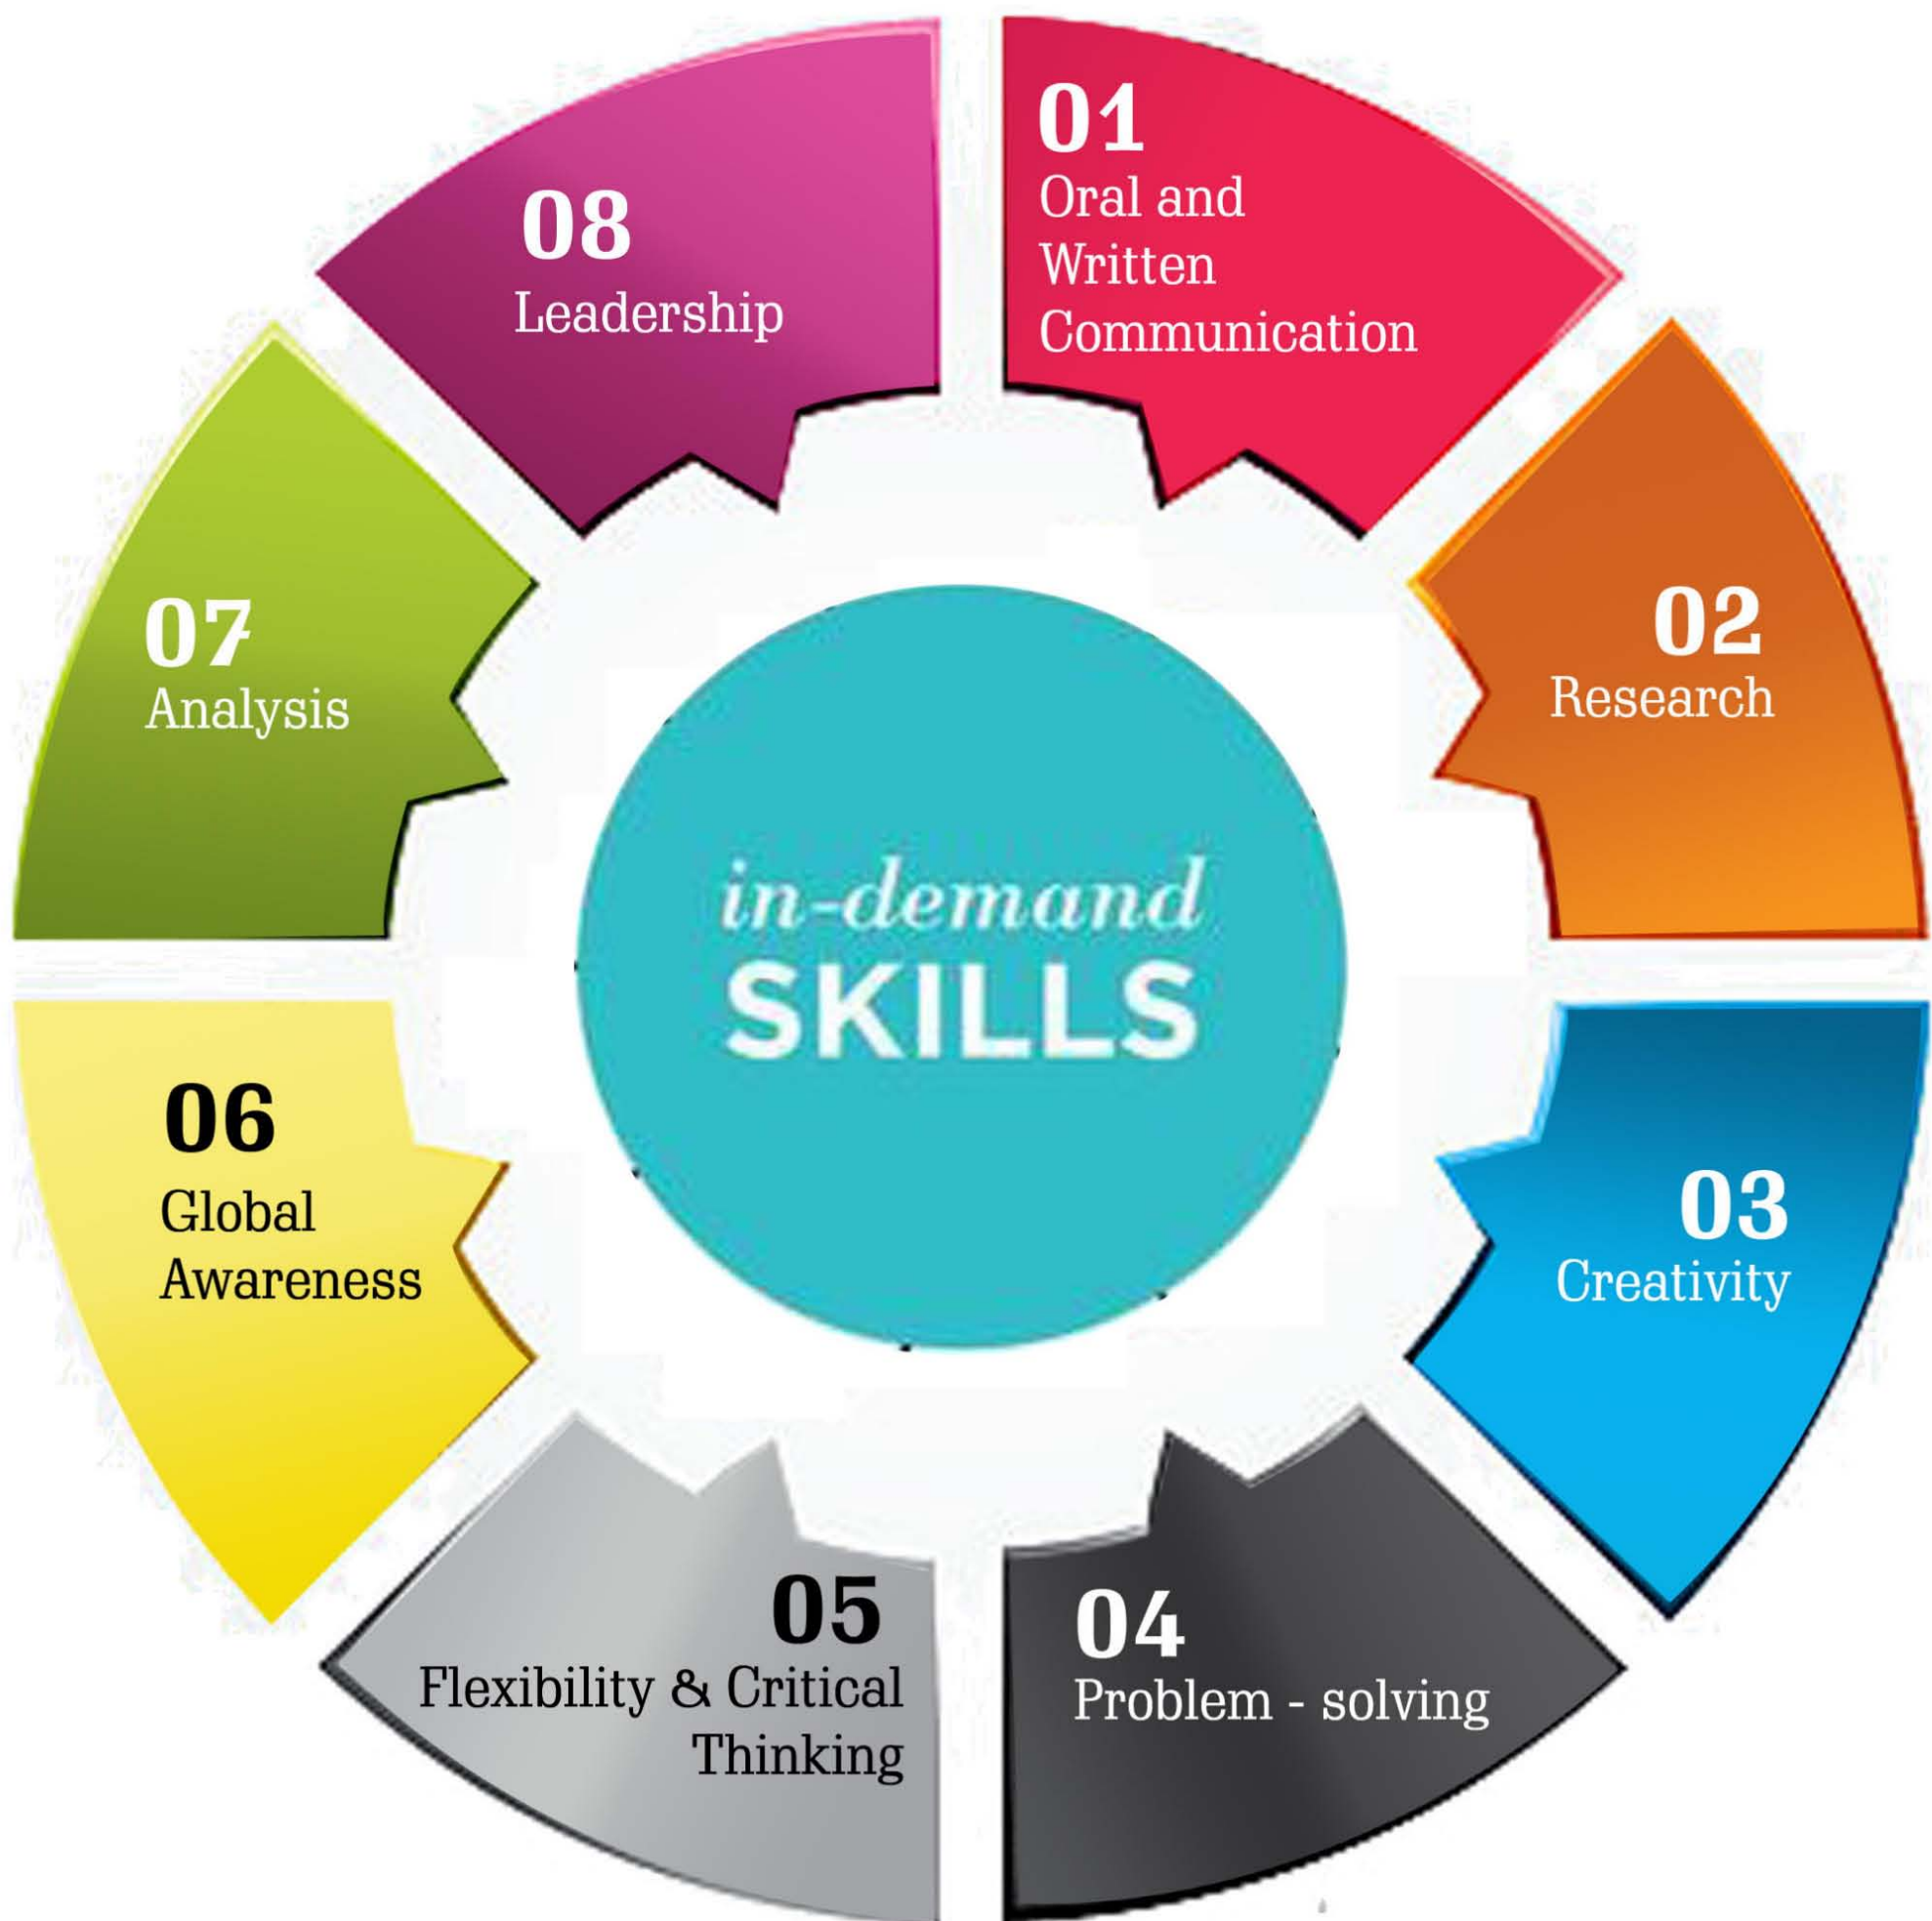 01
Oral and
Written
Communication
02
Research
03
Creativity
04
Problem - solving
05
Flexibility & Critical
Thinking
06
Global
Awareness
07
Analysis
08
Leadership
in-demand
SKILLS